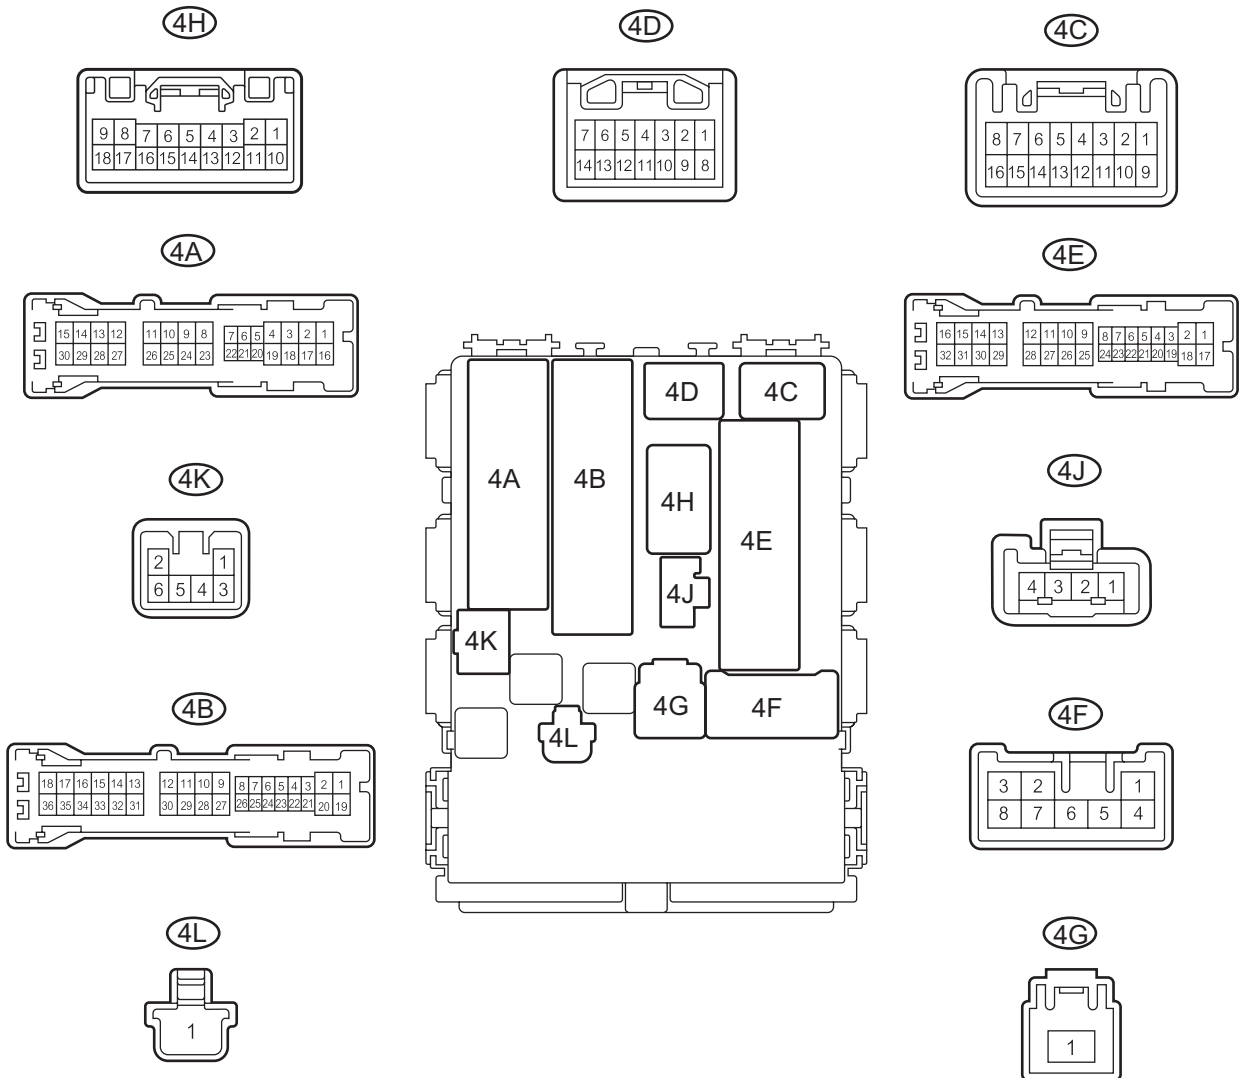 4H
9 8 7 6 5 4 3 2 1
18 17 16 15 14 13 12 11 10
4D
7 6 5 4 3 2 1
14 13 12 11 10 9 8
4C
8 7 6 5 4 3 2 1
16 15 14 13 12 11 10 9
4A
15 14 13 12 11 10 9 8 7 6 5 4 3 2 1
30 29 28 27 26 25 24 23 22 21 20 19 18 17 16
4E
16 15 14 13 12 11 10 9 8 7 6 5 4 3 2 1
32 31 30 29 28 27 26 25 24 23 22 21 20 19 18 17
4D
4C
4A
4B
4H
4E
4J
4K
4G
4F
4L
4K
2 1
6 5 4 3
4J
4 3 2 1
4B
18 17 16 15 14 13 12 11 10 9 8 7 6 5 4 3 2 1
36 35 34 33 32 31 30 29 28 27 26 25 24 23 22 21 20 19
4F
3 2 1
8 7 6 5 4
4L
1
4G
1